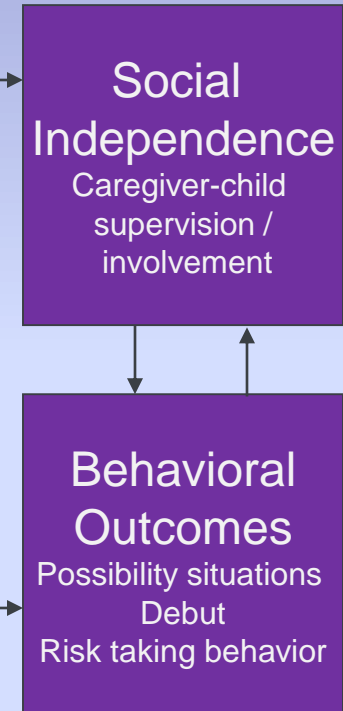 Social
Independence
Caregiver-child
supervision /
involvement
Behavioral
Outcomes
Possibility situations
Debut
Risk taking behavior